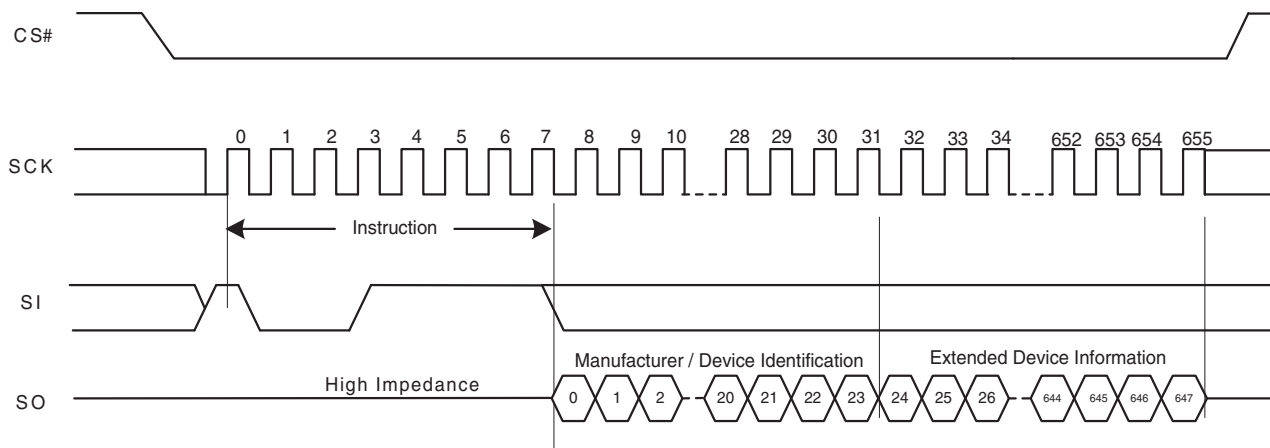 CS#
SCK
0 1 2 3 4 5 6 7 8 9 10 28 29 30 31 32 33 34 652 653 654 655
Instruction
SI
Manufacturer / Device Identification Extended Device Information
High Impedance
SO
0 1 2 20 21 22 23 24 25 26 644 645 646 647